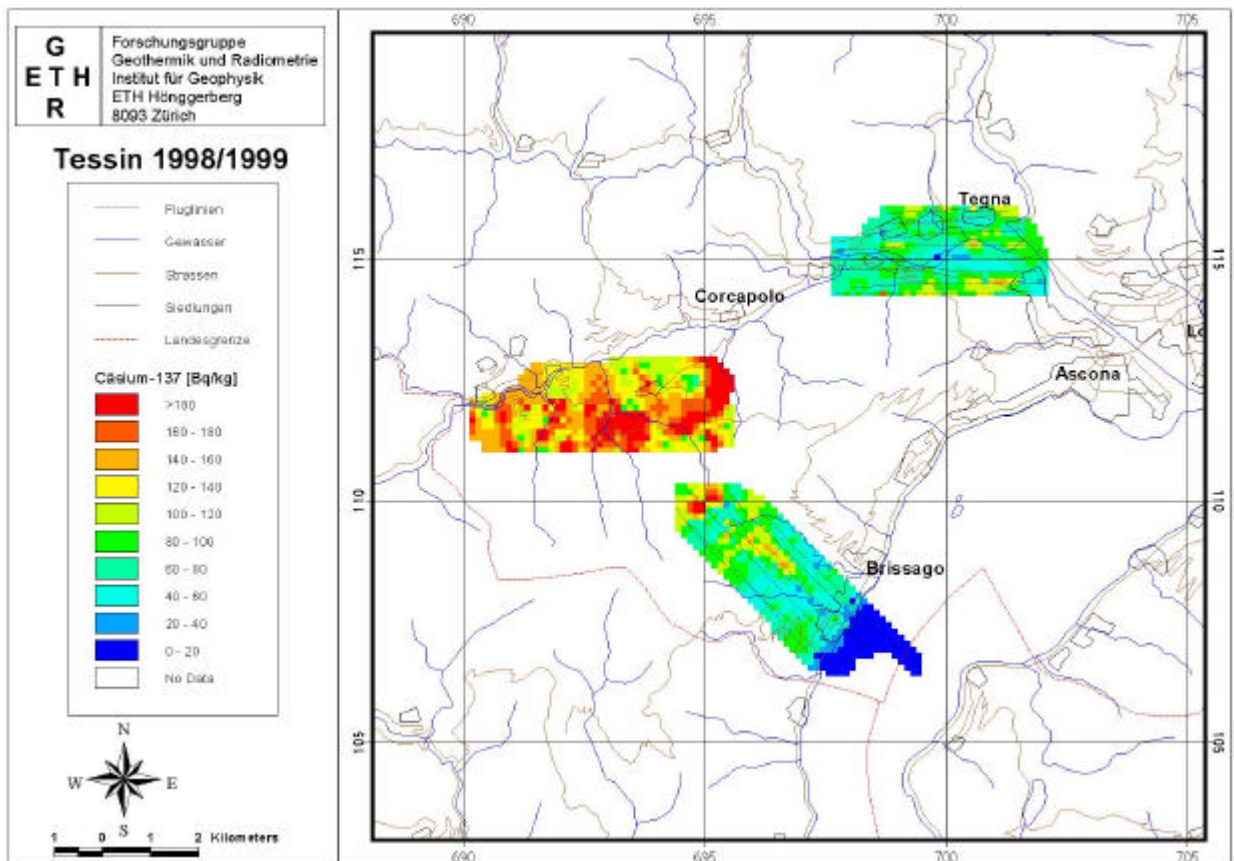 G
E T H
R
Forschungsgruppe
Geothermik und Radiometrie
Institut für Geophysik
ETH Hönggerberg
8093 Zürich
Tessin 1998/1999
Fluglinien
Gewässer
Strassen
Siedlungen
Landesgrenze
Cäsium-137 [Bq/kg]
>180
160 - 180
140 - 160
120 - 140
100 - 120
80 - 100
60 - 80
40 - 60
20 - 40
0 - 20
No Data
N
W E
S
1 0 1 2 Kilometers
690 695 700 705
115 115
110 110
105 105
690 695 700 705
Tegna
Corcapolo
Lo
Ascona
Brissago